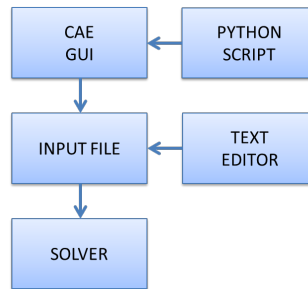 CAE
GUI
PYTHON
SCRIPT
INPUT FILE
TEXT
EDITOR
SOLVER